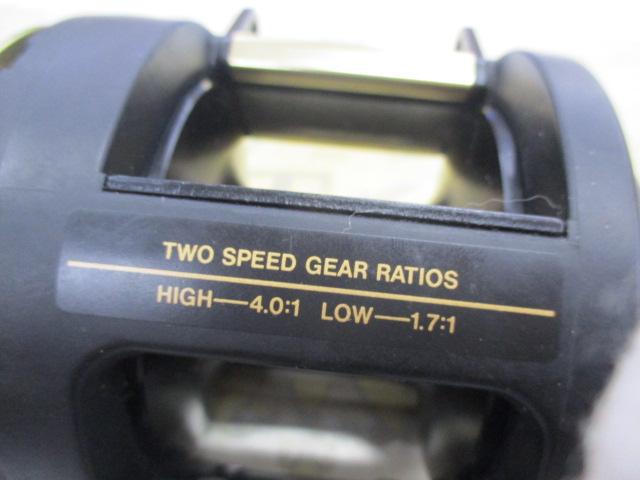 TWO SPEED GEAR RATIOS
HIGH—4.0:1 LOW—1.7:1